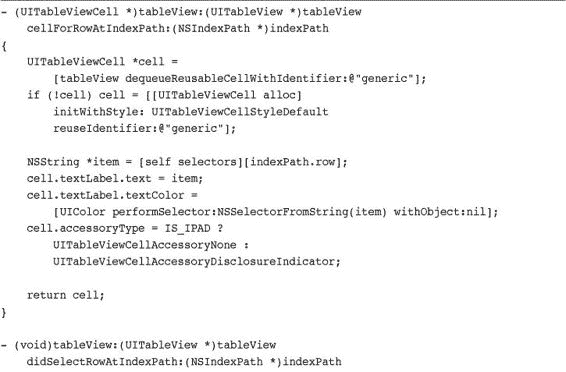 - (UITableViewCell *)tableView:(UITableView *)tableView
    cellForRowAtIndexPath:(NSIndexPath *)indexPath
{
    UITableViewCell *cell =
        [tableView dequeueReusableCellWithIdentifier:@"generic"];
    if (!cell) cell = [[UITableViewCell alloc]
        initWithStyle: UITableViewCellStyleDefault
        reuseIdentifier:@"generic"];

    NSString *item = [self selectors][indexPath.row];
    cell.textLabel.text = item;
    cell.textLabel.textColor =
        [UIColor performSelector:NSSelectorFromString(item) withObject:nil];
    cell.accessoryType = IS_IPAD ?
        UITableViewCellAccessoryNone :
        UITableViewCellAccessoryDisclosureIndicator;

    return cell;
}

- (void)tableView:(UITableView *)tableView
    didSelectRowAtIndexPath:(NSIndexPath *)indexPath